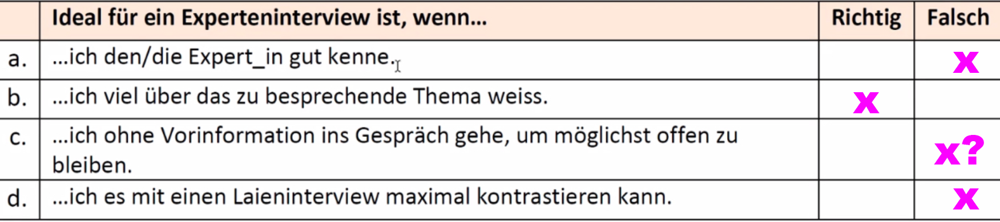 Ideal für ein Experteninterview ist, wenn... Richtig Falsch
a. ...ich den/die Expert_in gut kenne. x
b. ...ich viel über das zu besprechende Thema weiss. x
c. ...ich ohne Vorinformation ins Gespräch gehe, um möglichst offen zu
bleiben. x?
d. ...ich es mit einen Laieninterview maximal kontrastieren kann. x